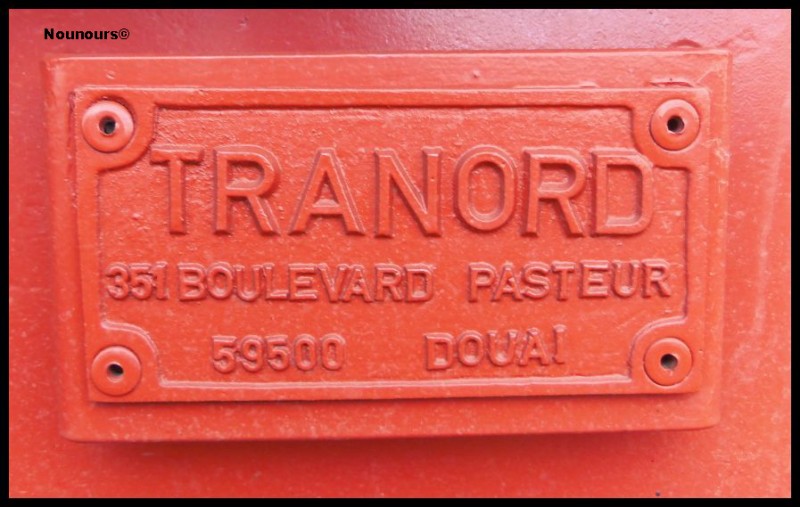 Nounours©
TRANORD
351 BOULEVARD PASTEUR
59500 DOUAI